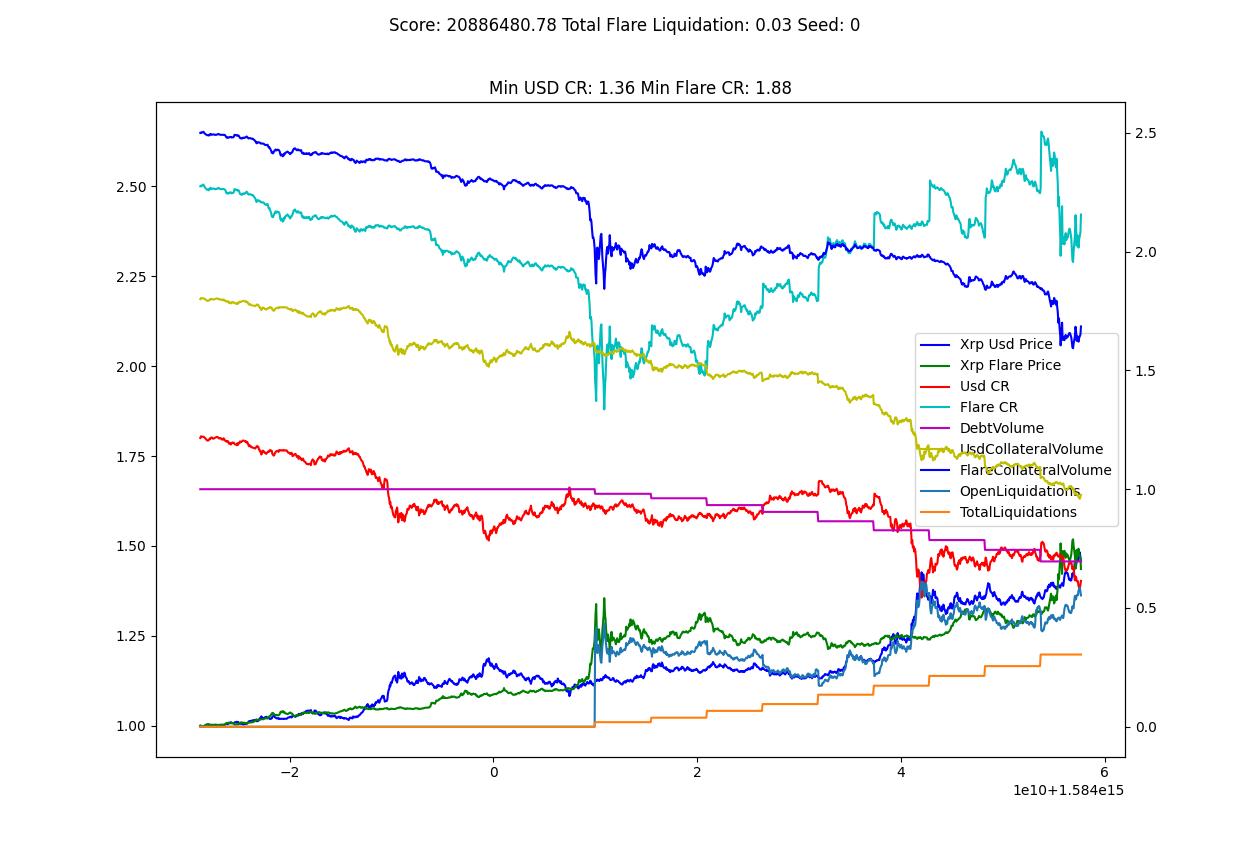 Score: 20886480.78 Total Flare Liquidation: 0.03 Seed: 0
Min USD CR: 1.36 Min Flare CR: 1.88
2.50
2.25
2.00
1.75
1.50
1.25
1.00
2.5
2.0
1.5
1.0
0.5
0.0
Xrp Usd Price
Xrp Flare Price
Usd CR
Flare CR
DebtVolume
UsdCollateralVolume
FlareCollateralVolume
OpenLiquidations
TotalLiquidations
−2 0 2 4 6
1e10+1.584e15